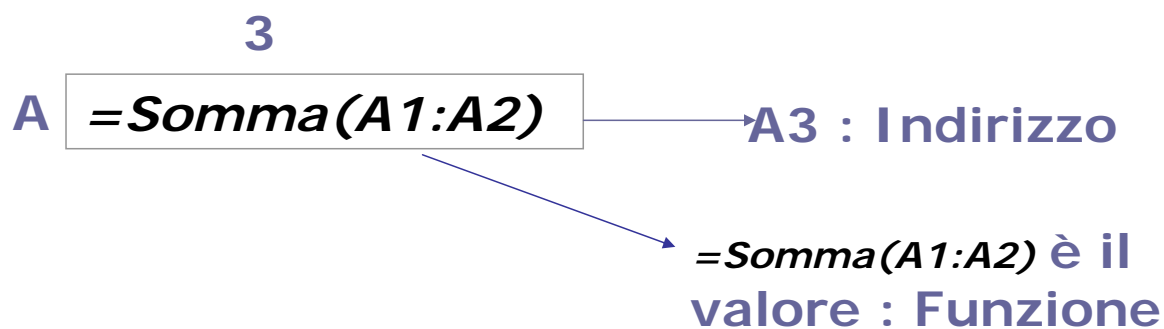 3
A =Somma(A1:A2) A3 : Indirizzo
=Somma(A1:A2) è il
valore : Funzione